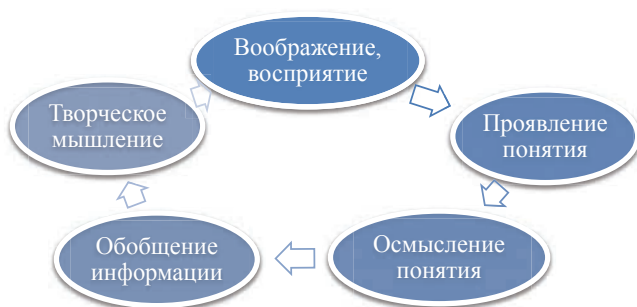 Воображение,
восприятие
Проявление
понятия
Осмысление
понятия
Обобщение
информации
Творческое
мышление